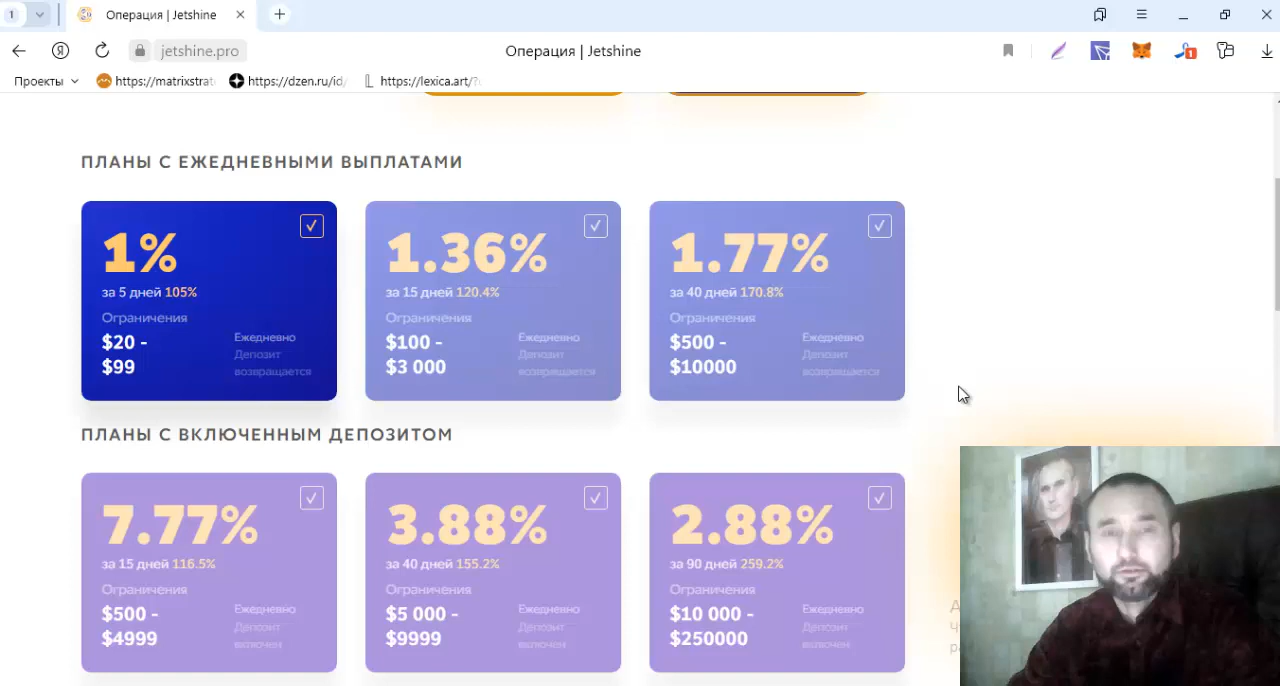 1
Операция | Jetshine
jetshine.pro
Операция | Jetshine
1
Проекты
https://matrixstrat
https://dzen.ru/id/
https://lexica.art/?
ПЛАНЫ С ЕЖЕДНЕВНЫМИ ВЫПЛАТАМИ
1%
за 5 дней 105%
Ограничения
$20 -
$99
Ежедневно
Депозит
возвращается
1.36%
за 15 дней 120.4%
Ограничения
$100 -
$3 000
Ежедневно
Депозит
возвращается
1.77%
за 40 дней 170.8%
Ограничения
$500 -
$10000
Ежедневно
Депозит
возвращается
ПЛАНЫ С ВКЛЮЧЕННЫМ ДЕПОЗИТОМ
7.77%
за 15 дней 116.5%
Ограничения
$500 -
$4999
Ежедневно
Депозит
включен
3.88%
за 40 дней 155.2%
Ограничения
$5 000 -
$9999
Ежедневно
Депозит
включен
2.88%
за 90 дней 259.2%
Ограничения
$10 000 -
$250000
Ежедневно
Депозит
включен